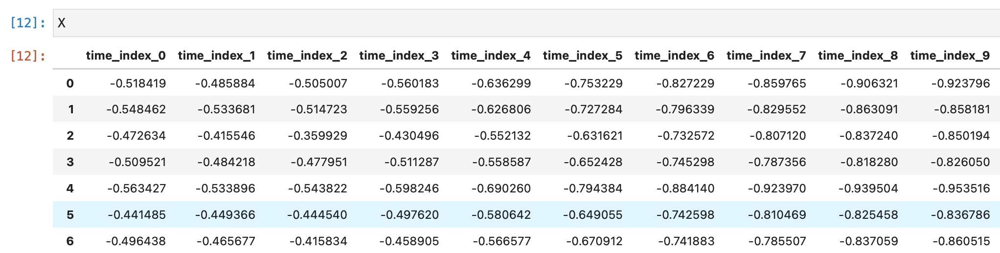 [12]: X
[12]: time_index_0 time_index_1 time_index_2 time_index_3 time_index_4 time_index_5 time_index_6 time_index_7 time_index_8 time_index_9
0 -0.518419 -0.485884 -0.505007 -0.560183 -0.636299 -0.753229 -0.827229 -0.859765 -0.906321 -0.923796
1 -0.548462 -0.533681 -0.514723 -0.559256 -0.626806 -0.727284 -0.796339 -0.829552 -0.863091 -0.858181
2 -0.472634 -0.415546 -0.359929 -0.430496 -0.552132 -0.631621 -0.732572 -0.807120 -0.837240 -0.850194
3 -0.509521 -0.484218 -0.477951 -0.511287 -0.558587 -0.652428 -0.745298 -0.787356 -0.818280 -0.826050
4 -0.563427 -0.533896 -0.543822 -0.598246 -0.690260 -0.794384 -0.884140 -0.923970 -0.939504 -0.953516
5 -0.441485 -0.449366 -0.444540 -0.497620 -0.580642 -0.649055 -0.742598 -0.810469 -0.825458 -0.836786
6 -0.496438 -0.465677 -0.415834 -0.458905 -0.566577 -0.670912 -0.741883 -0.785507 -0.837059 -0.860515